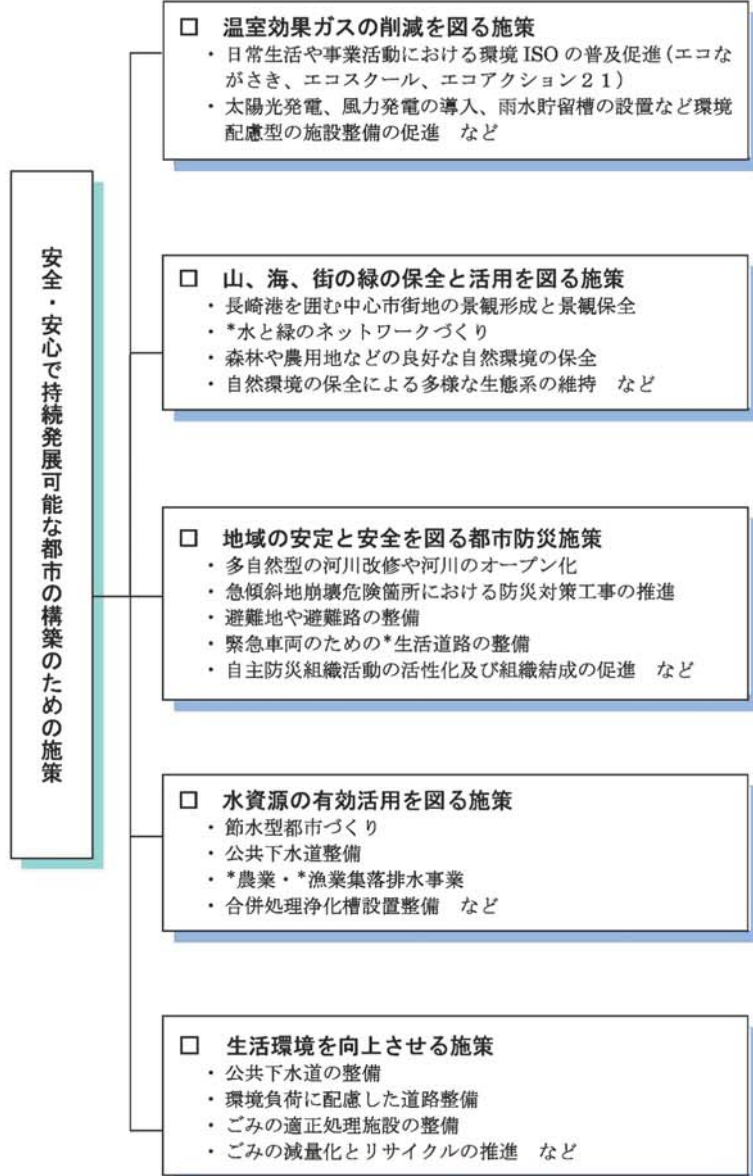 安全・安心で持続発展可能な都市の構築のための施策
□ 温室効果ガスの削減を図る施策
・日常生活や事業活動における環境 ISO の普及促進(エコな
がさき、エコスクール、エコアクション21)
・太陽光発電、風力発電の導入、雨水貯留槽の設置など環境
配慮型の施設整備の促進 など
□ 山、海、街の緑の保全と活用を図る施策
・長崎港を囲む中心市街地の景観形成と景観保全
・*水と緑のネットワークづくり
・森林や農用地などの良好な自然環境の保全
・自然環境の保全による多様な生態系の維持 など
□ 地域の安定と安全を図る都市防災施策
・多自然型の河川改修や河川のオープン化
・急傾斜地崩壊危険箇所における防災対策工事の推進
・避難地や避難路の整備
・緊急車両のための*生活道路の整備
・自主防災組織活動の活性化及び組織結成の促進 など
□ 水資源の有効活用を図る施策
・節水型都市づくり
・公共下水道整備
・*農業・*漁業集落排水事業
・合併処理浄化槽設置整備 など
□ 生活環境を向上させる施策
・公共下水道の整備
・環境負荷に配慮した道路整備
・ごみの適正処理施設の整備
・ごみの減量化とリサイクルの推進 など